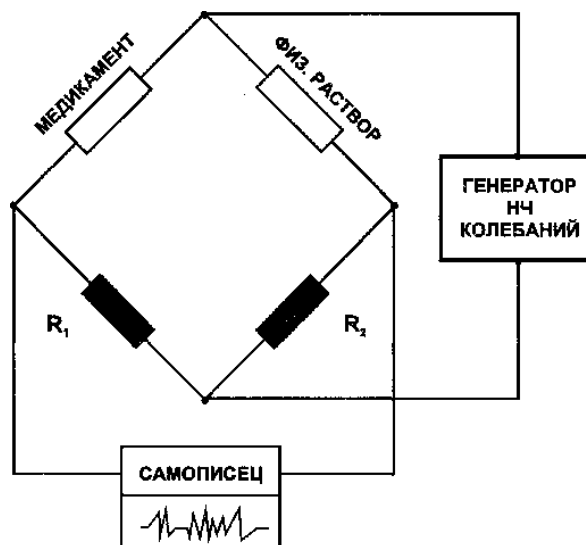 МЕДИКАМЕНТ
ФИЗ. РАСТВОР
ГЕНЕРАТОР
НЧ
КОЛЕБАНИЙ
R₁
R₂
САМОПИСЕЦ